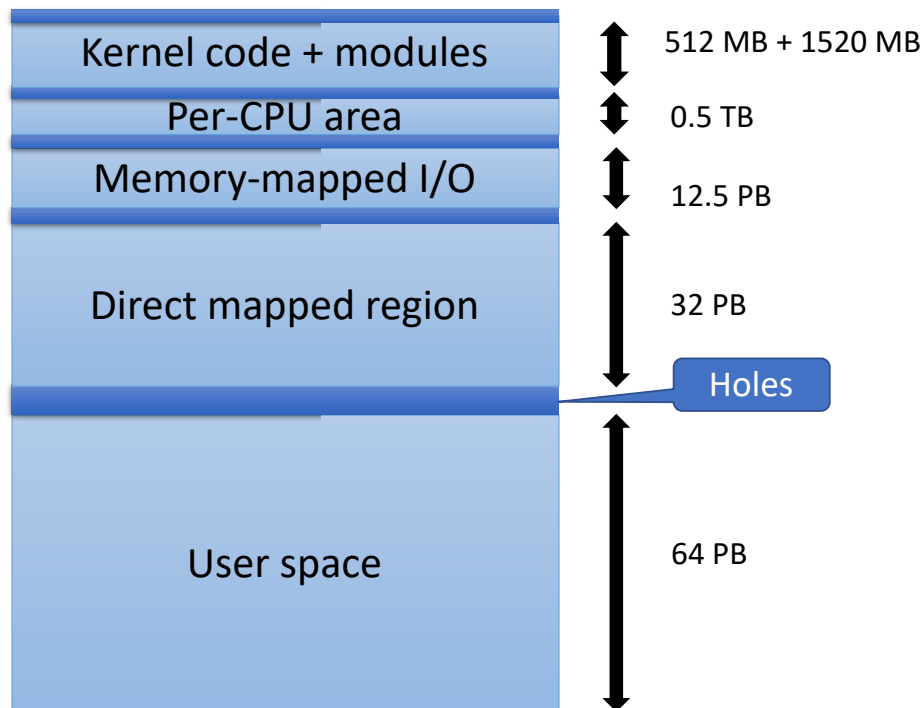 Kernel code + modules
512 MB + 1520 MB
Per-CPU area
0.5 TB
Memory-mapped I/O
12.5 PB
Direct mapped region
32 PB
Holes
User space
64 PB